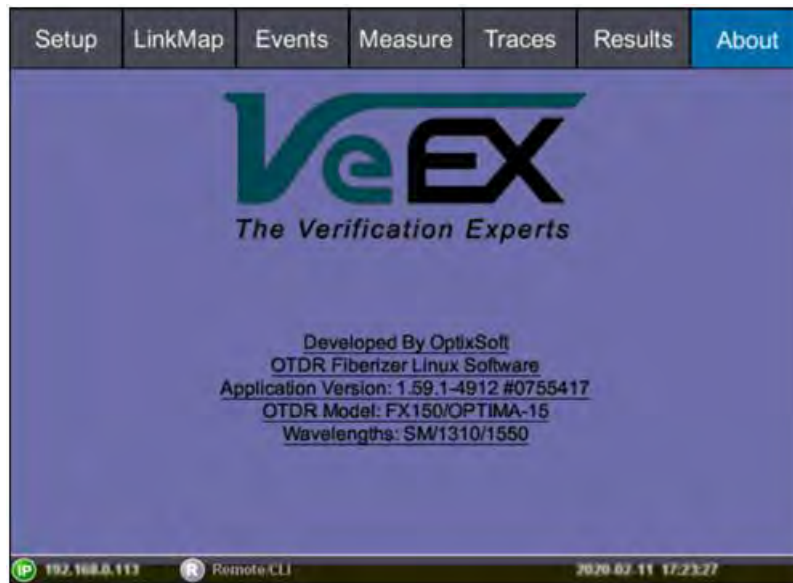 Setup LinkMap Events Measure Traces Results About
VeEX
The Verification Experts
Developed By OptixSoft
OTDR Fiberizer Linux Software
Application Version: 1.59.1-4912 #0755417
OTDR Model: FX150/OPTIMA-15
Wavelengths: SM/1310/1550
IP 192.168.0.113 R Remote/CLI 2020-02-11 17:23:27